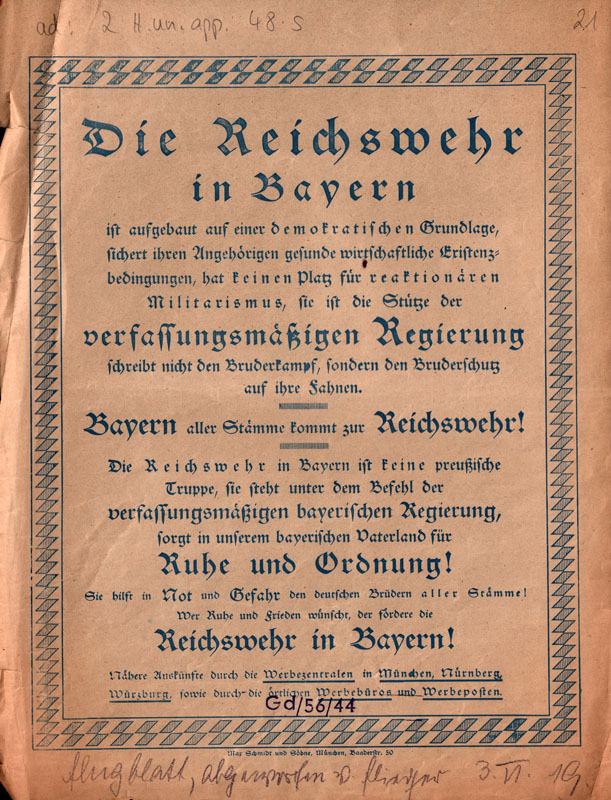 ad: 2 H. un. app. 48.s
21
Die Reichswehr
in Bayern
ist aufgebaut auf einer demokratischen Grundlage,
sichert ihren Angehörigen gesunde wirtschaftliche Existenz-
bedingungen, hat keinen Platz für reaktionären
Militarismus, sie ist die Stütze der
verfassungsmäßigen Regierung
schreibt nicht den Bruderkampf, sondern den Bruderschutz
auf ihre Fahnen.
Bayern aller Stämme kommt zur Reichswehr!
Die Reichswehr in Bayern ist keine preußische
Truppe, sie steht unter dem Befehl der
verfassungsmäßigen bayerischen Regierung,
sorgt in unserem bayerischen Vaterland für
Ruhe und Ordnung!
Sie hilft in Not und Gefahr den deutschen Brüdern aller Stämme!
Wer Ruhe und Frieden wünscht, der fördere die
Reichswehr in Bayern!
Nähere Auskünfte durch die Werbezentralen in München, Nürnberg,
Würzburg, sowie durch die örtlichen Werbebüros und Werbeposten.
Gd/56/44
Max Schmidt und Söhne, München, Baaderstr. 50
Flugblatt, abgeworfen v. Flieger 3. VI. 19.